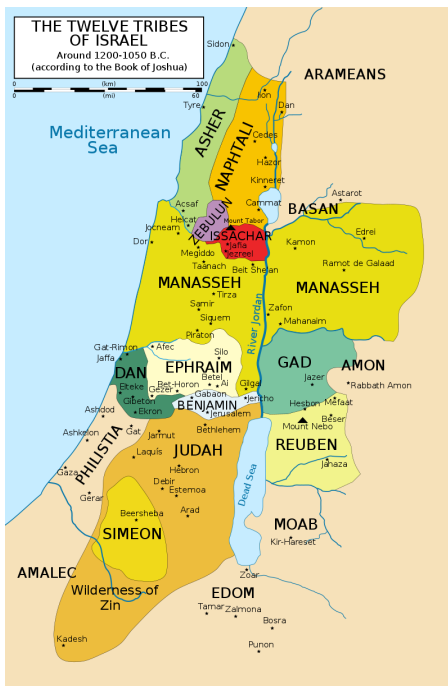 THE TWELVE TRIBES
OF ISRAEL
Around 1200-1050 B.C.
(according to the Book of Joshua)
0 (km) 100
0 (mi) 60
Sidon
ARAMEANS
Ijon
Tyre
Dan
ASHER
NAPHTALI
Mediterranean
Sea
Cedes
Hazor
Kinneret
Astarot
Acsaf
Cammat
BASAN
Helcat
ZEBULUN
Mount Tabor
Jocneam
ISSACHAR
Edrei
Dor
Jafia
Kamon
Megiddo
Jezreel
Taanach
Beit Shean
Ramot de Galaad
MANASSEH
MANASSEH
Tirza
Samir
Zafon
Siquem
Mahanaim
River Jordan
Piraton
Gat-Rimon
Afec
Jaffa
Silo
EPHRAIM
GAD
AMON
DAN
Betel
Jazer
Elteke
Bet-Horon
Ai
Gilgal
Rabbath Amon
Gezer
Gabaon
Jericho
Gibeton
BENJAMIN
Hesbon
Mefaat
Ashdod
Ekron
Jerusalem
Beser
Gat
Bethlehem
Mount Nebo
Ashkelon
Jarmut
PHILISTIA
JUDAH
REUBEN
Laquis
Jahaza
Gaza
Hebron
Debir
Dead Sea
Gerar
Estemoa
Beersheba
Arad
MOAB
SIMEON
Kir-Hareset
AMALEC
Zoar
Wilderness of
Zin
EDOM
Tamar
Zalmona
Bosra
Kadesh
Punon